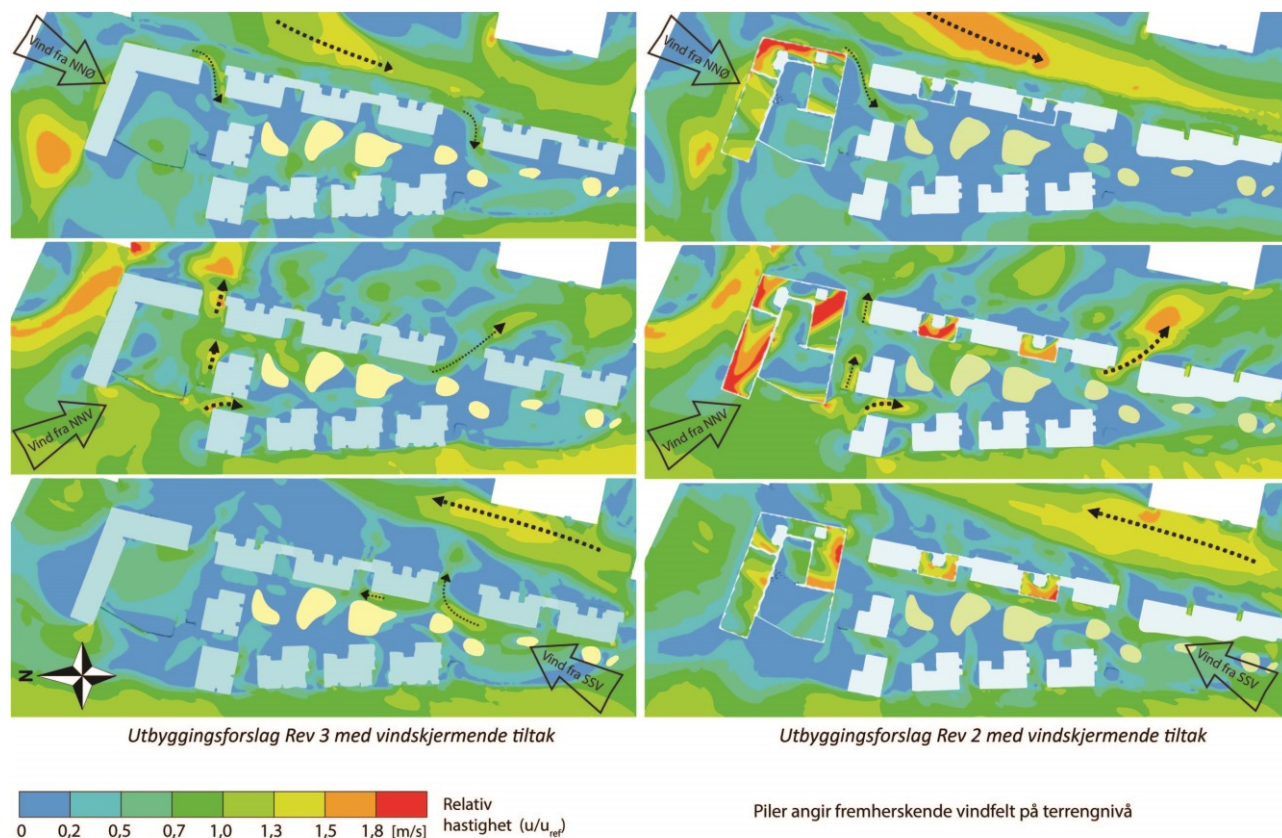 Vind fra NNØ
Vind fra NNØ
Vind fra NNV
Vind fra NNV
Vind fra SSV
Vind fra SSV
N
Utbyggingsforslag Rev 3 med vindskjermende tiltak
Utbyggingsforslag Rev 2 med vindskjermende tiltak
0 0,2 0,5 0,7 1,0 1,3 1,5 1,8 [m/s]
Relativ
hastighet (u/uref)
Piler angir fremherskende vindfelt på terrengnivå